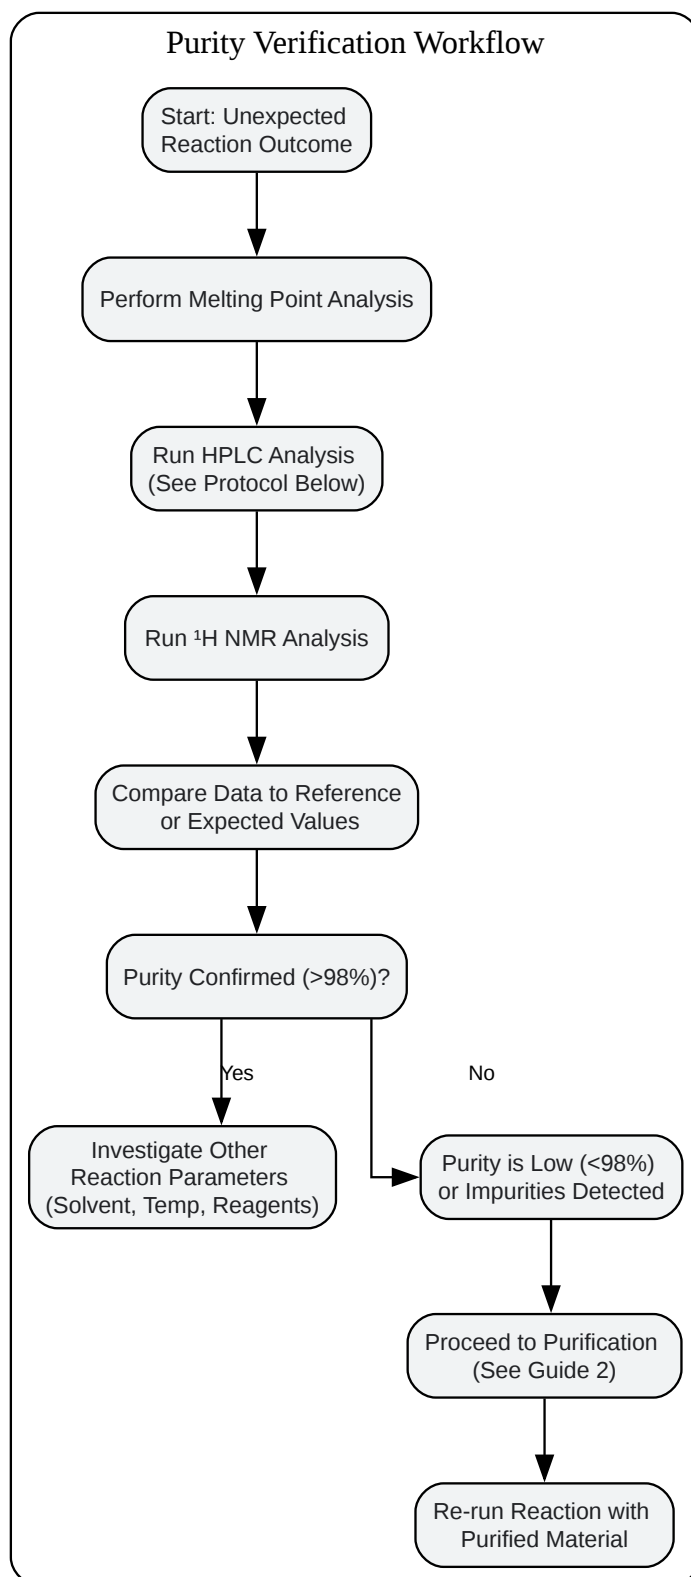 Purity Verification Workflow
Start: Unexpected
Reaction Outcome
Perform Melting Point Analysis
Run HPLC Analysis
(See Protocol Below)
Run ¹H NMR Analysis
Compare Data to Reference
or Expected Values
Purity Confirmed (>98%)?
Yes
No
Investigate Other
Reaction Parameters
(Solvent, Temp, Reagents)
Purity is Low (<98%)
or Impurities Detected
Proceed to Purification
(See Guide 2)
Re-run Reaction with
Purified Material